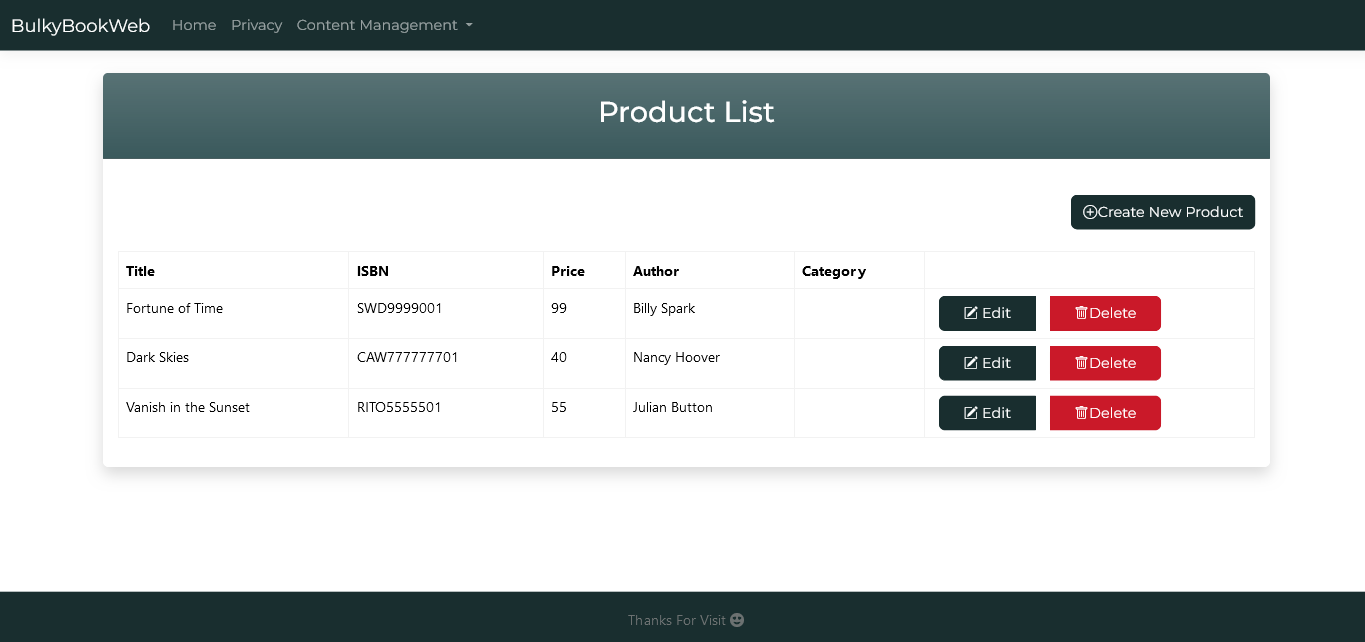 BulkyBookWeb Home Privacy Content Management
Product List
Create New Product
Title ISBN Price Author Category
Fortune of Time SWD9999001 99 Billy Spark Edit Delete
Dark Skies CAW777777701 40 Nancy Hoover Edit Delete
Vanish in the Sunset RITO5555501 55 Julian Button Edit Delete
Thanks For Visit